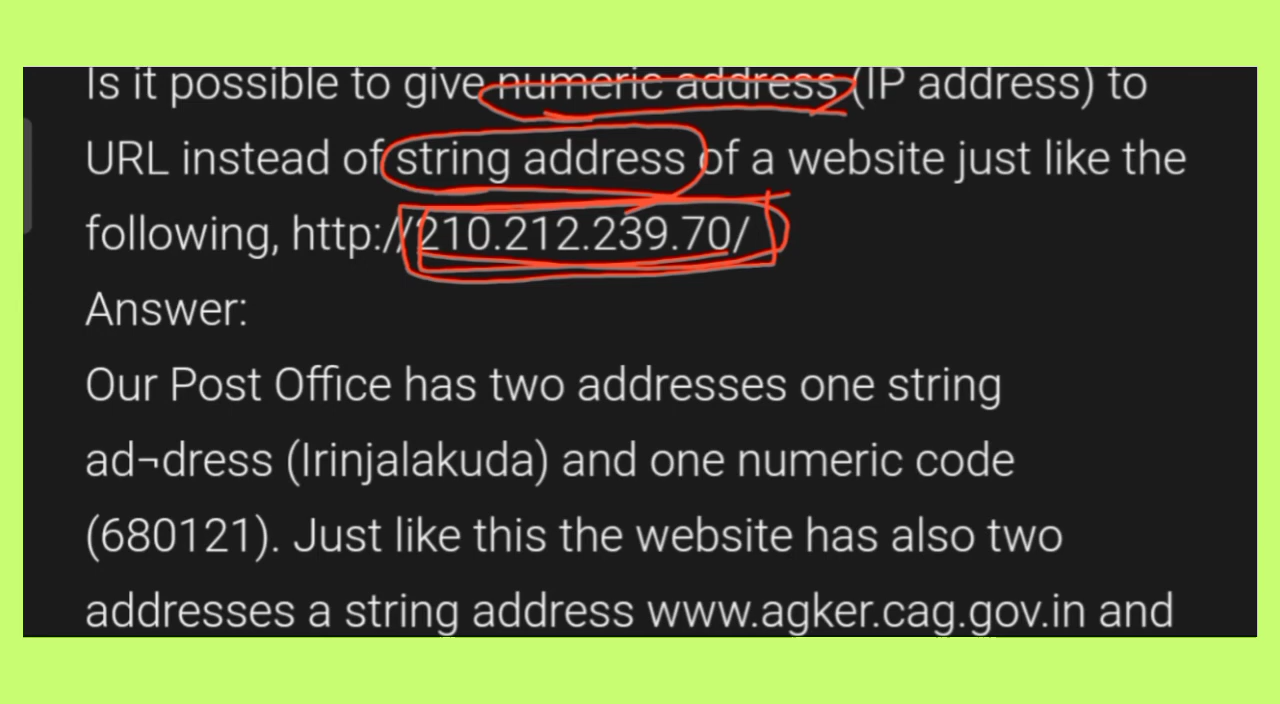 Is it possible to give numeric address (IP address) to
URL instead of string address of a website just like the
following, http://210.212.239.70/
Answer:
Our Post Office has two addresses one string
ad¬dress (Irinjalakuda) and one numeric code
(680121). Just like this the website has also two
addresses a string address www.agker.cag.gov.in and